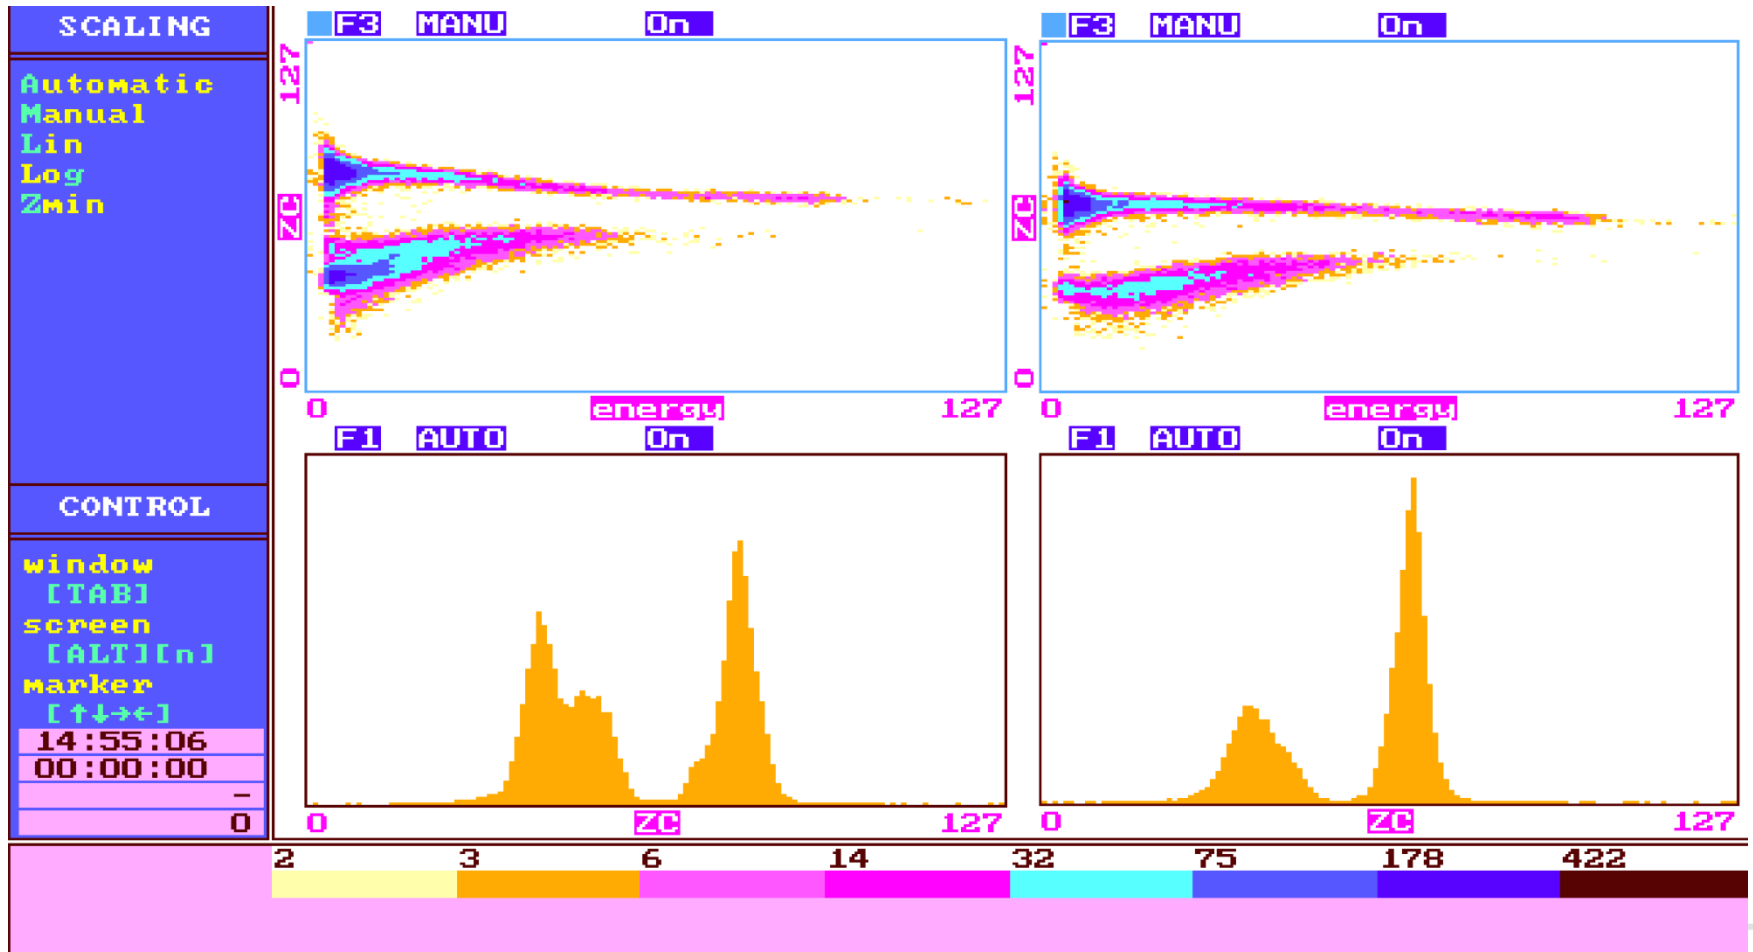 SCALING
Automatic
Manual
Lin
Log
Zmin
CONTROL
window
[TAB]
screen
[ALT][n]
marker
[↑↓→←]
14:55:06
00:00:00
-
0
F3 MANU On
127
ZC
0
0 energy 127
F3 MANU On
127
ZC
0
0 energy 127
F1 AUTO On
0 ZC 127
F1 AUTO On
0 ZC 127
2 3 6 14 32 75 178 422